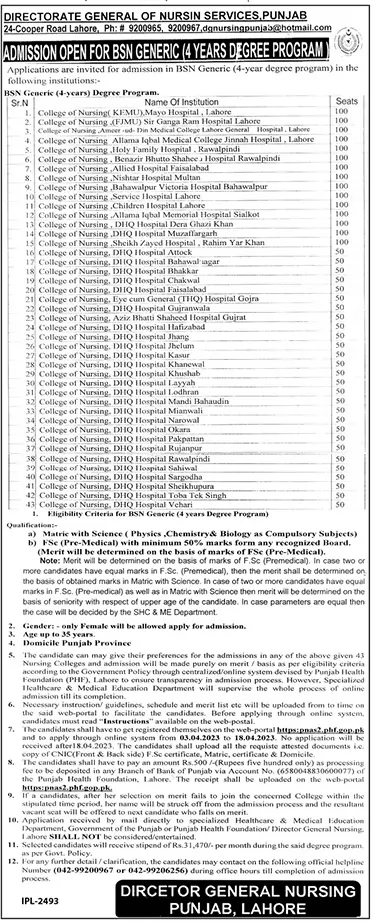 DIRECTORATE GENERAL OF NURSIN SERVICES,PUNJAB
24-Cooper Road Lahore, Ph: # 9200965, 9200967,dgnursingpunjab@hotmail.com
ADMISSION OPEN FOR BSN GENERIC (4 YEARS DEGREE PROGRAM)
Applications are invited for admission in BSN Generic (4-year degree program) in the
following institutions:-
BSN Generic (4-years) Degree Program.
Sr.N Name Of Institution Seats
1. College of Nursing( KEMU),Mayo Hospital , Lahore 100
2. College of Nursing ,(FJMU) Sir Ganga Ram Hospital Lahore 100
3. College of Nursing ,Ameer -ud- Din Medical College Lahore General Hospital , Lahore 100
4. College of Nursing Allama Iqbal Medical College Jinnah Hospital , Lahore 100
5. College of Nursing ,Holy Family Hospital , Rawalpindi 100
6. College of Nursing , Benazir Bhutto Shahee Hospital Rawalpindi 100
7. College of Nursing ,Allied Hospital Faisalabad 100
8. College of Nursing ,Nishtar Hospital Multan 100
9. College of Nursing ,Bahawalpur Victoria Hospital Bahawalpur 100
10 College of Nursing ,Service Hospital Lahore 100
11 College of Nursing ,Children Hospital Lahore 100
12 College of Nursing ,Allama Iqbal Memorial Hospital Sialkot 100
13 College of Nursing , DHQ Hospital Dera Ghazi Khan 100
14 College of Nursing ,DHQ Hospital Muzaffargarh 100
15 College of Nursing ,Sheikh Zayed Hospital , Rahim Yar Khan 100
16 College of Nursing, DHQ Hospital Attock 50
17 College of Nursing, DHQ Hospital Bahawal agar 50
18 College of Nursing, DHQ Hospital Bhakkar 50
19 College of Nursing, DHQ Hospital Chakwal 50
20 College of Nursing, DHQ Hospital Faisalabad 50
21 College of Nursing, Eye cum General (THQ) Hospital Gojra 50
22 College of Nursing, DHQ Hospital Gujranwala 50
23 College of Nursing, Aziz Bhatti Shaheed Hospital Gujrat 50
24 College of Nursing, DHQ Hospital Hafizabad 50
25 College of Nursing, DHQ Hospital Jhang 50
26 College of Nursing, DHQ Hospital Jhelum 50
27 College of Nursing, DHQ Hospital Kasur 50
28 College of Nursing, DHQ Hospital Khanewal 50
29 College of Nursing, DHQ Hospital Khushab 50
30 College of Nursing, DHQ Hospital Layyah 50
31 College of Nursing, DHQ Hospital Lodhran 50
32 College of Nursing, DHQ Hospital Mandi Bahaudin 50
33 College of Nursing, DHQ Hospital Mianwali 50
34 College of Nursing, DHQ Hospital Narowal 50
35 College of Nursing, DHQ Hospital Okara 50
36 College of Nursing, DHQ Hospital Pakpattan 50
37 College of Nursing, DHQ Hospital Rujanpur 50
38 College of Nursing, DHQ Hospital Rawalpindi 50
39 College of Nursing, DHQ Hospital Sahiwal 50
40 College of Nursing, DHQ Hospital Sargodha 50
41 College of Nursing, DHQ Hospital Sheikhupura 50
42 College of Nursing, DHQ Hospital Toba Tek Singh 50
43 College of Nursing, DHQ Hospital Vehari 50
1. Eligibility Criteria for BSN Generic (4 years Degree Program)
Qualification:-
a) Matric with Science ( Physics ,Chemistry& Biology as Compulsory Subjects)
b) FSc (Pre-Medical) with minimum 50% marks form any recognized Board.
(Merit will be determined on the basis of marks of FSc (Pre-Medical).
Note: Merit will be determined on the basis of marks of F.Sc (Premedical). In case two or
more candidates have equal marks in F.Sc. (Premedical), then the merit shall be determined on
the basis of obtained marks in Matric with Science. In case of two or more candidates have equal
marks in F.Sc. (Pre-medical) as well as in Matric with Science then merit will be determined on the
basis of seniority with respect of upper age of the candidate. In case parameters are equal then
the case will be decided by the SHC & ME Department.
2. Gender: - only Female will be allowed apply for admission.
3. Age up to 35 years.
4. Domicile Punjab Province
5. The candidates can may give their preferences for the admissions in any of the above given 43
Nursing Colleges and admission will be made purely on merit / basis as per eligibility criteria
according to the Government Policy through centralized/online system devised by Punjab Health
Foundation (PHF), Lahore to ensure transparency in admission process. However, Specialized
Healthcare & Medical Education Department will supervise the whole process of online
admission till its completion.
6. Necessary instruction/ guidelines, schedule and merit list etc will be uploaded from time to time on
the said web-portal to facilitate the candidates. Before applying through online system,
candidates must read "Instructions" available on the web-portal.
7. The candidates shall have to get registered themselves on the web-portal https:pnas2.phf.gop.pk
and to apply through online system from 03.04.2023 to 18.04.2023. No application will be
received after18.04.2023. The candidates shall upload all the requisite attested documents i.e.
copy of CNIC(Front & Back side) F.Sc certificate, Matric, certificate & Domicile.
8. The candidates shall have to pay an amount Rs.500 /-(Rupees five hundred only) as processing
fee to be deposited in any Branch of Bank of Punjab via Account No. (6580048830600077) of
the Punjab Health Foundation, Lahore. The receipt shall be uploaded on the web-portal
https:pnas2.phf.gop.pk.
9. If a candidates, after her selection on merit fails to join the concerned College within the
stipulated time period, her name will be struck off from the admission process and the resultant
vacant seat will be offered to next candidate who falls on merit.
10. Application received by mail directly to specialized Healthcare & Medical Education
Department, Government of the Punjab or Punjab Health Foundation/ Director General Nursing,
Lahore SHALL NOT be considered/entertained.
11. Selected candidates will receive stipend of Rs.31,470/- per month during the said degree program
as per Govt. Policy.
12. For any further detail / clarification, the candidates may contact on the following official helpline
Number (042-99200967 or 042-99206256) during office hours till completion of admission
process.
IPL-2493
DIRCETOR GENERAL NURSING
PUNJAB, LAHORE